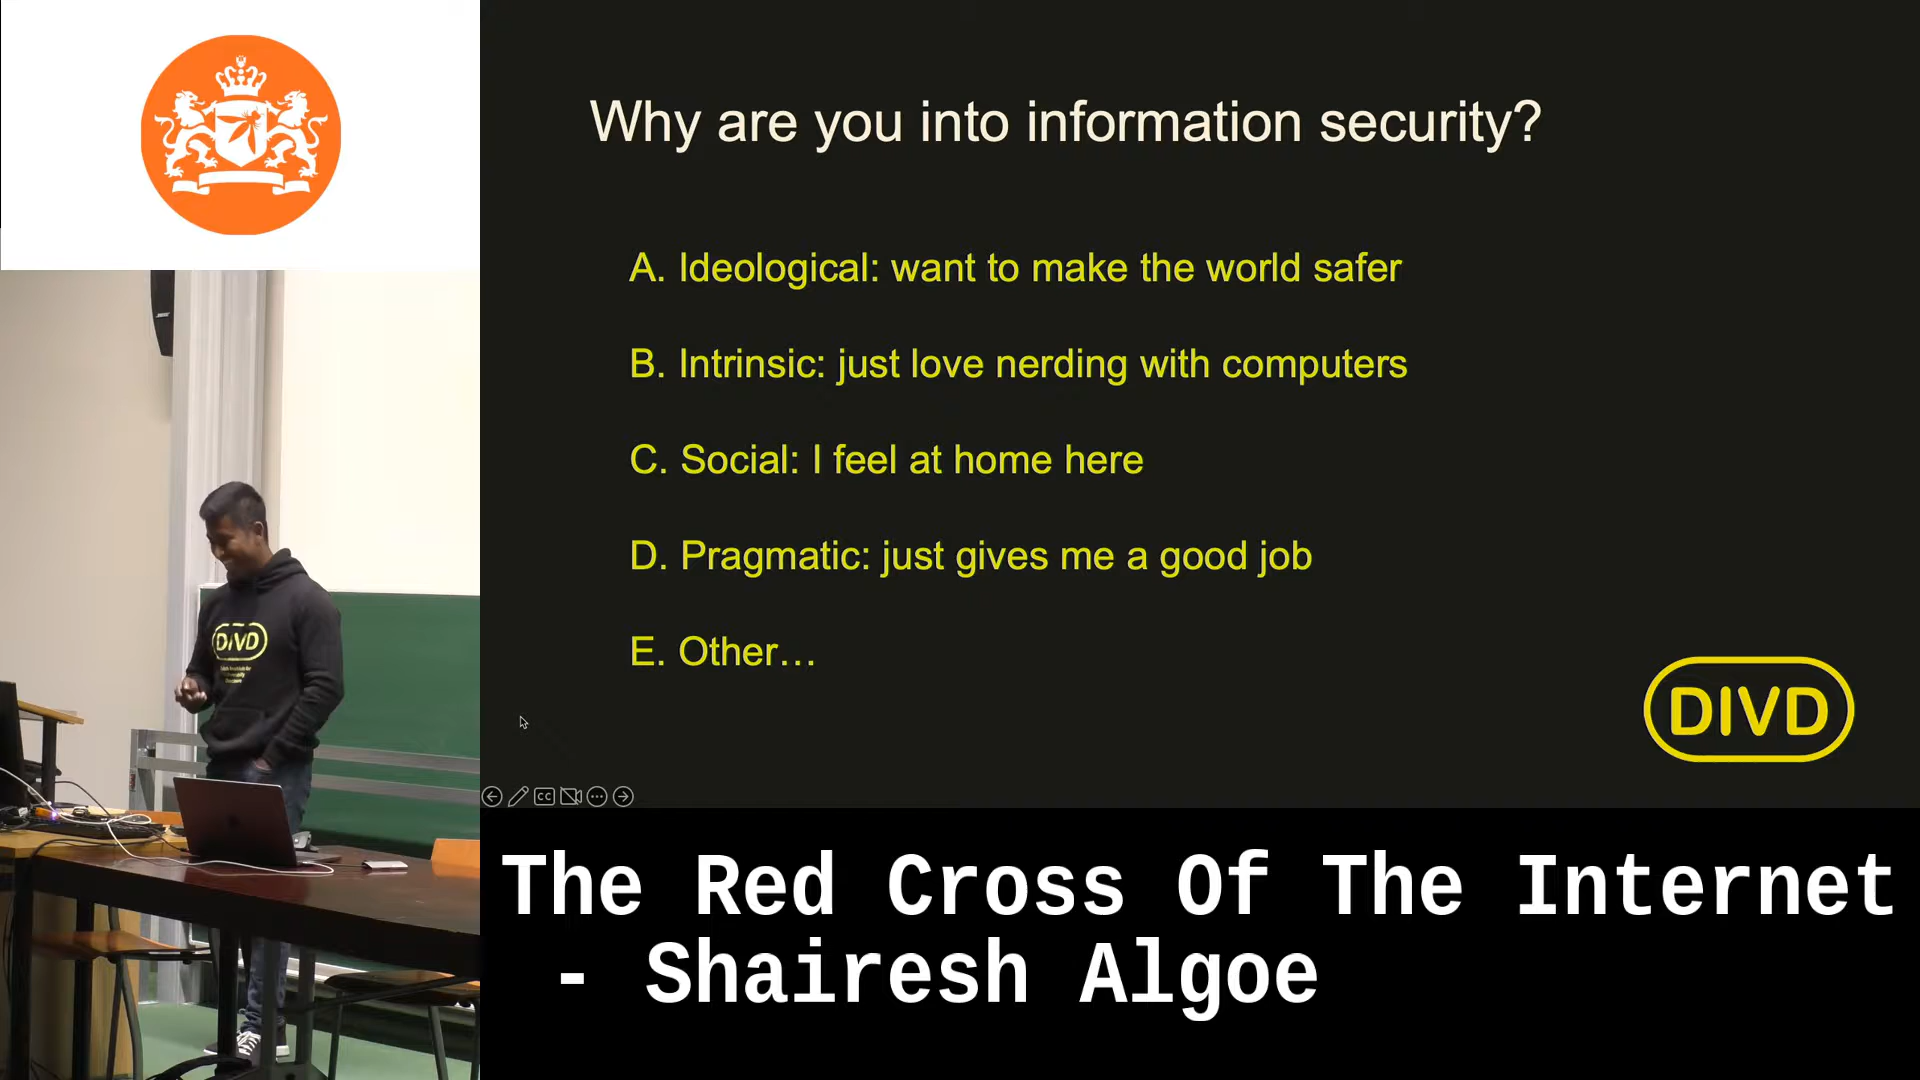 Why are you into information security?
A. Ideological: want to make the world safer
B. Intrinsic: just love nerding with computers
C. Social: I feel at home here
D. Pragmatic: just gives me a good job
E. Other…
DIVD
CC
DIVD
The Red Cross Of The Internet
- Shairesh Algoe